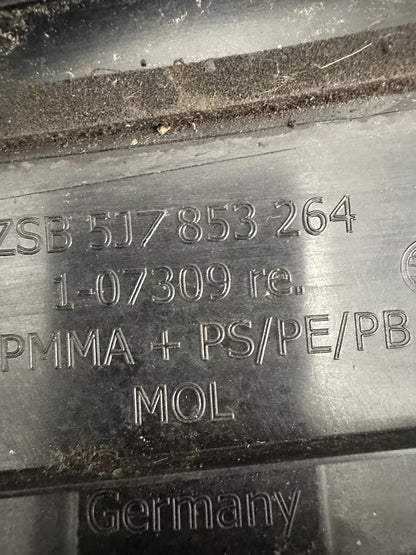 ZSB 5J7 853 264
1-07309 re.
PMMA + PS/PE/PB
MOL
Germany